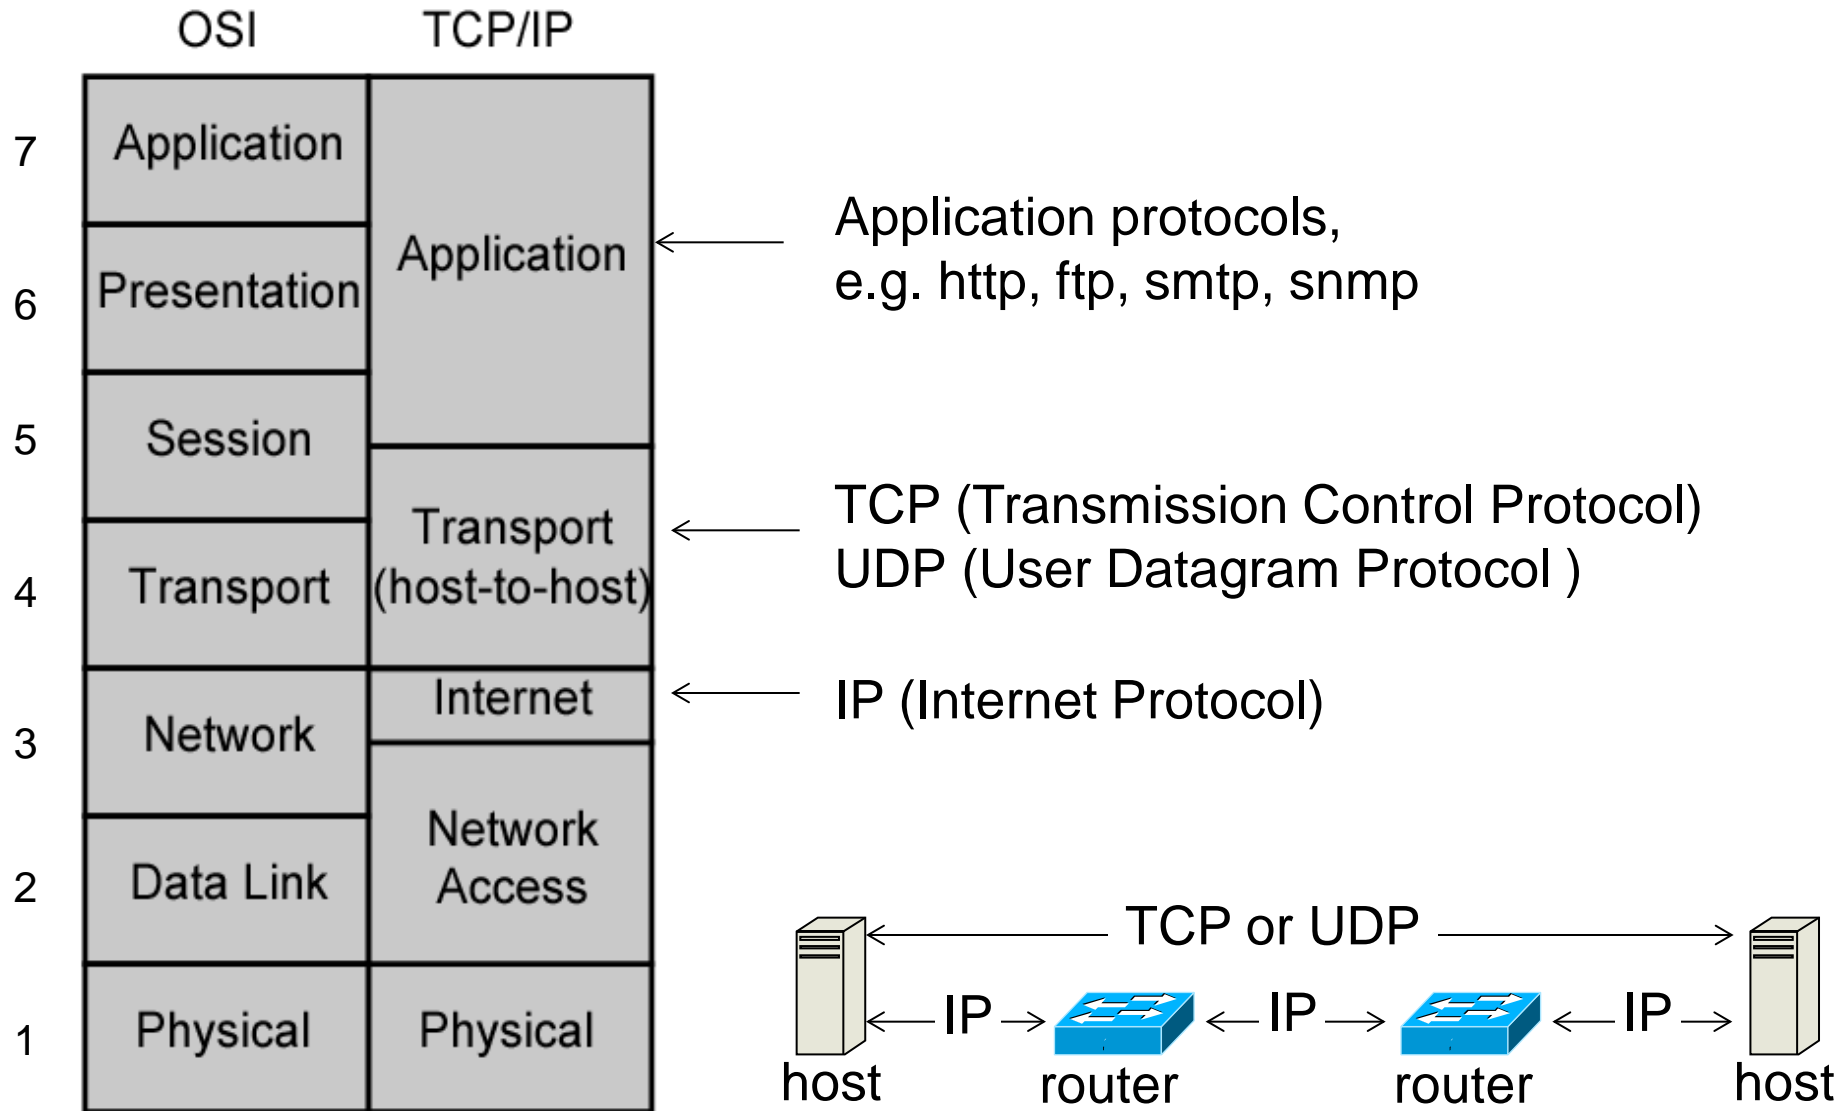 OSI TCP/IP
7 Application
6 Presentation
5 Session
4 Transport
3 Network
2 Data Link
1 Physical
Application
Transport
(host-to-host)
Internet
Network
Access
Physical
Application protocols,
e.g. http, ftp, smtp, snmp
TCP (Transmission Control Protocol)
UDP (User Datagram Protocol )
IP (Internet Protocol)
TCP or UDP
IP IP IP
host router router host